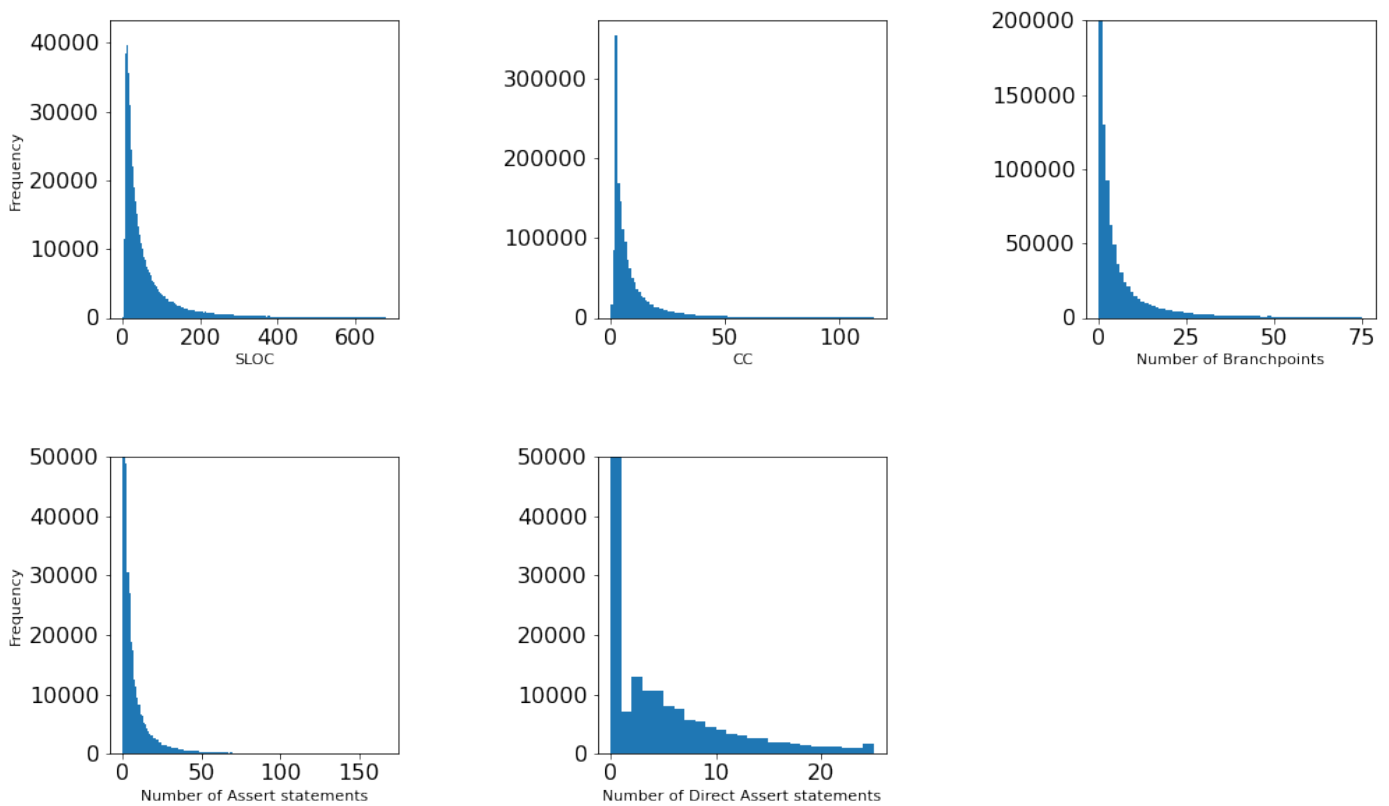 40000
30000
20000
10000
0
Frequency
0 200 400 600
SLOC
300000
200000
100000
0
0 50 100
CC
200000
150000
100000
50000
0
0 25 50 75
Number of Branchpoints
50000
40000
30000
20000
10000
0
Frequency
0 50 100 150
Number of Assert statements
50000
40000
30000
20000
10000
0
0 10 20
Number of Direct Assert statements